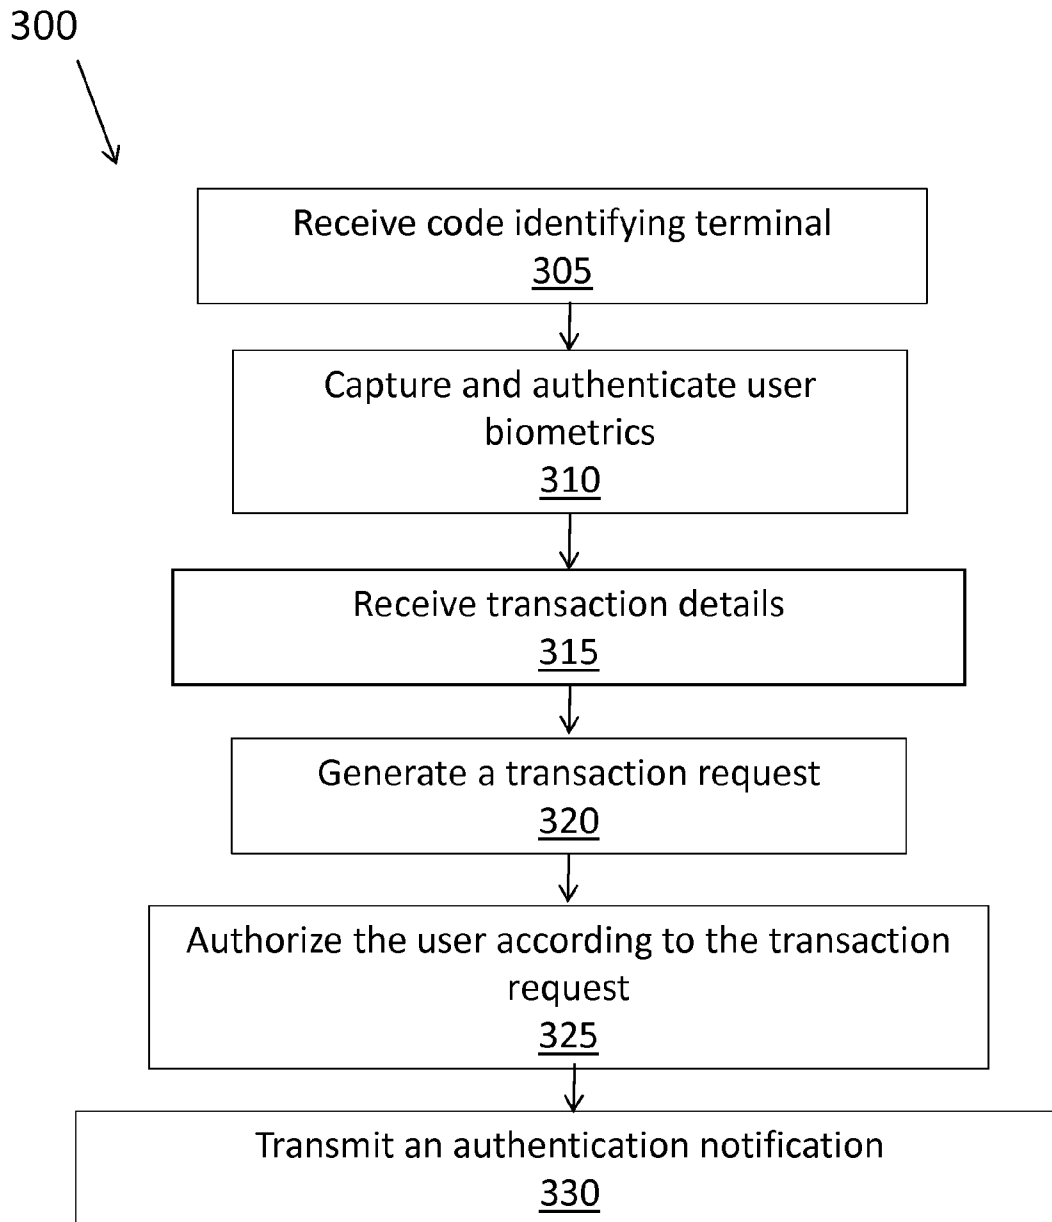 300
Receive code identifying terminal
305
Capture and authenticate user
biometrics
310
Receive transaction details
315
Generate a transaction request
320
Authorize the user according to the transaction
request
325
Transmit an authentication notification
330